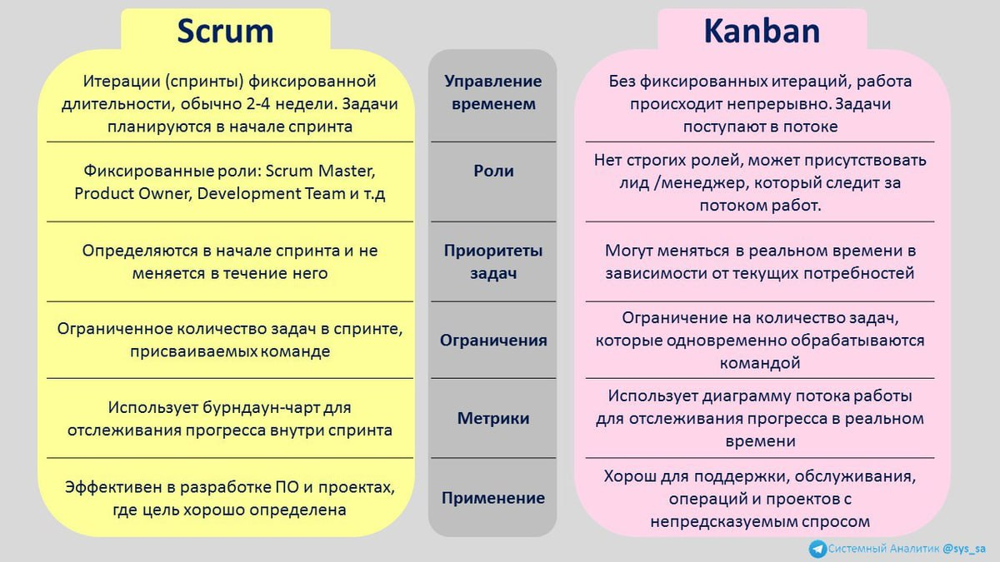 Scrum
Kanban
Итерации (спринты) фиксированной
длительности, обычно 2-4 недели. Задачи
планируются в начале спринта
Управление
временем
Без фиксированных итераций, работа
происходит непрерывно. Задачи
поступают в потоке
Фиксированные роли: Scrum Master,
Product Owner, Development Team и т.д
Роли
Нет строгих ролей, может присутствовать
лид /менеджер, который следит за
потоком работ.
Определяются в начале спринта и не
меняется в течение него
Приоритеты
задач
Могут меняться в реальном времени в
зависимости от текущих потребностей
Ограниченное количество задач в спринте,
присваиваемых команде
Ограничения
Ограничение на количество задач,
которые одновременно обрабатываются
командой
Использует бурндаун-чарт для
отслеживания прогресса внутри спринта
Метрики
Использует диаграмму потока работы
для отслеживания прогресса в реальном
времени
Эффективен в разработке ПО и проектах,
где цель хорошо определена
Применение
Хорош для поддержки, обслуживания,
операций и проектов с
непредсказуемым спросом
Системный Аналитик @sys_sa